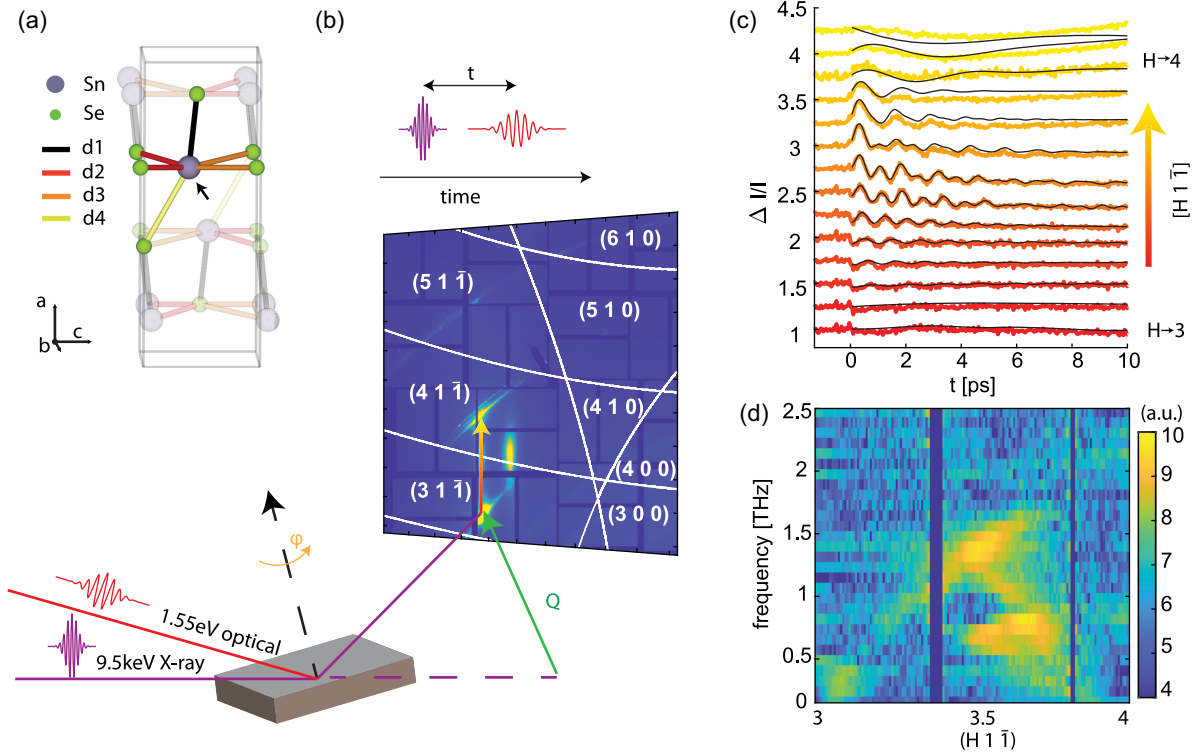 (a)
Sn
Se
d1
d2
d3
d4
a
b
c
(b)
t
time
(6 1 0)
(5 1 1̄)
(5 1 0)
(4 1 1̄)
(4 1 0)
(4 0 0)
(3 1 1̄)
(3 0 0)
φ
Q
1.55eV optical
9.5keV X-ray
(c)
4.5
4
3.5
3
2.5
2
1.5
1
Δ I/I
0
2
4
6
8
10
t [ps]
H→4
[H 1 1̄]
H→3
(d)
2.5
2
1.5
1
0.5
0
frequency [THz]
3
3.5
4
(H 1 1̄)
(a.u.)
10
9
8
7
6
5
4